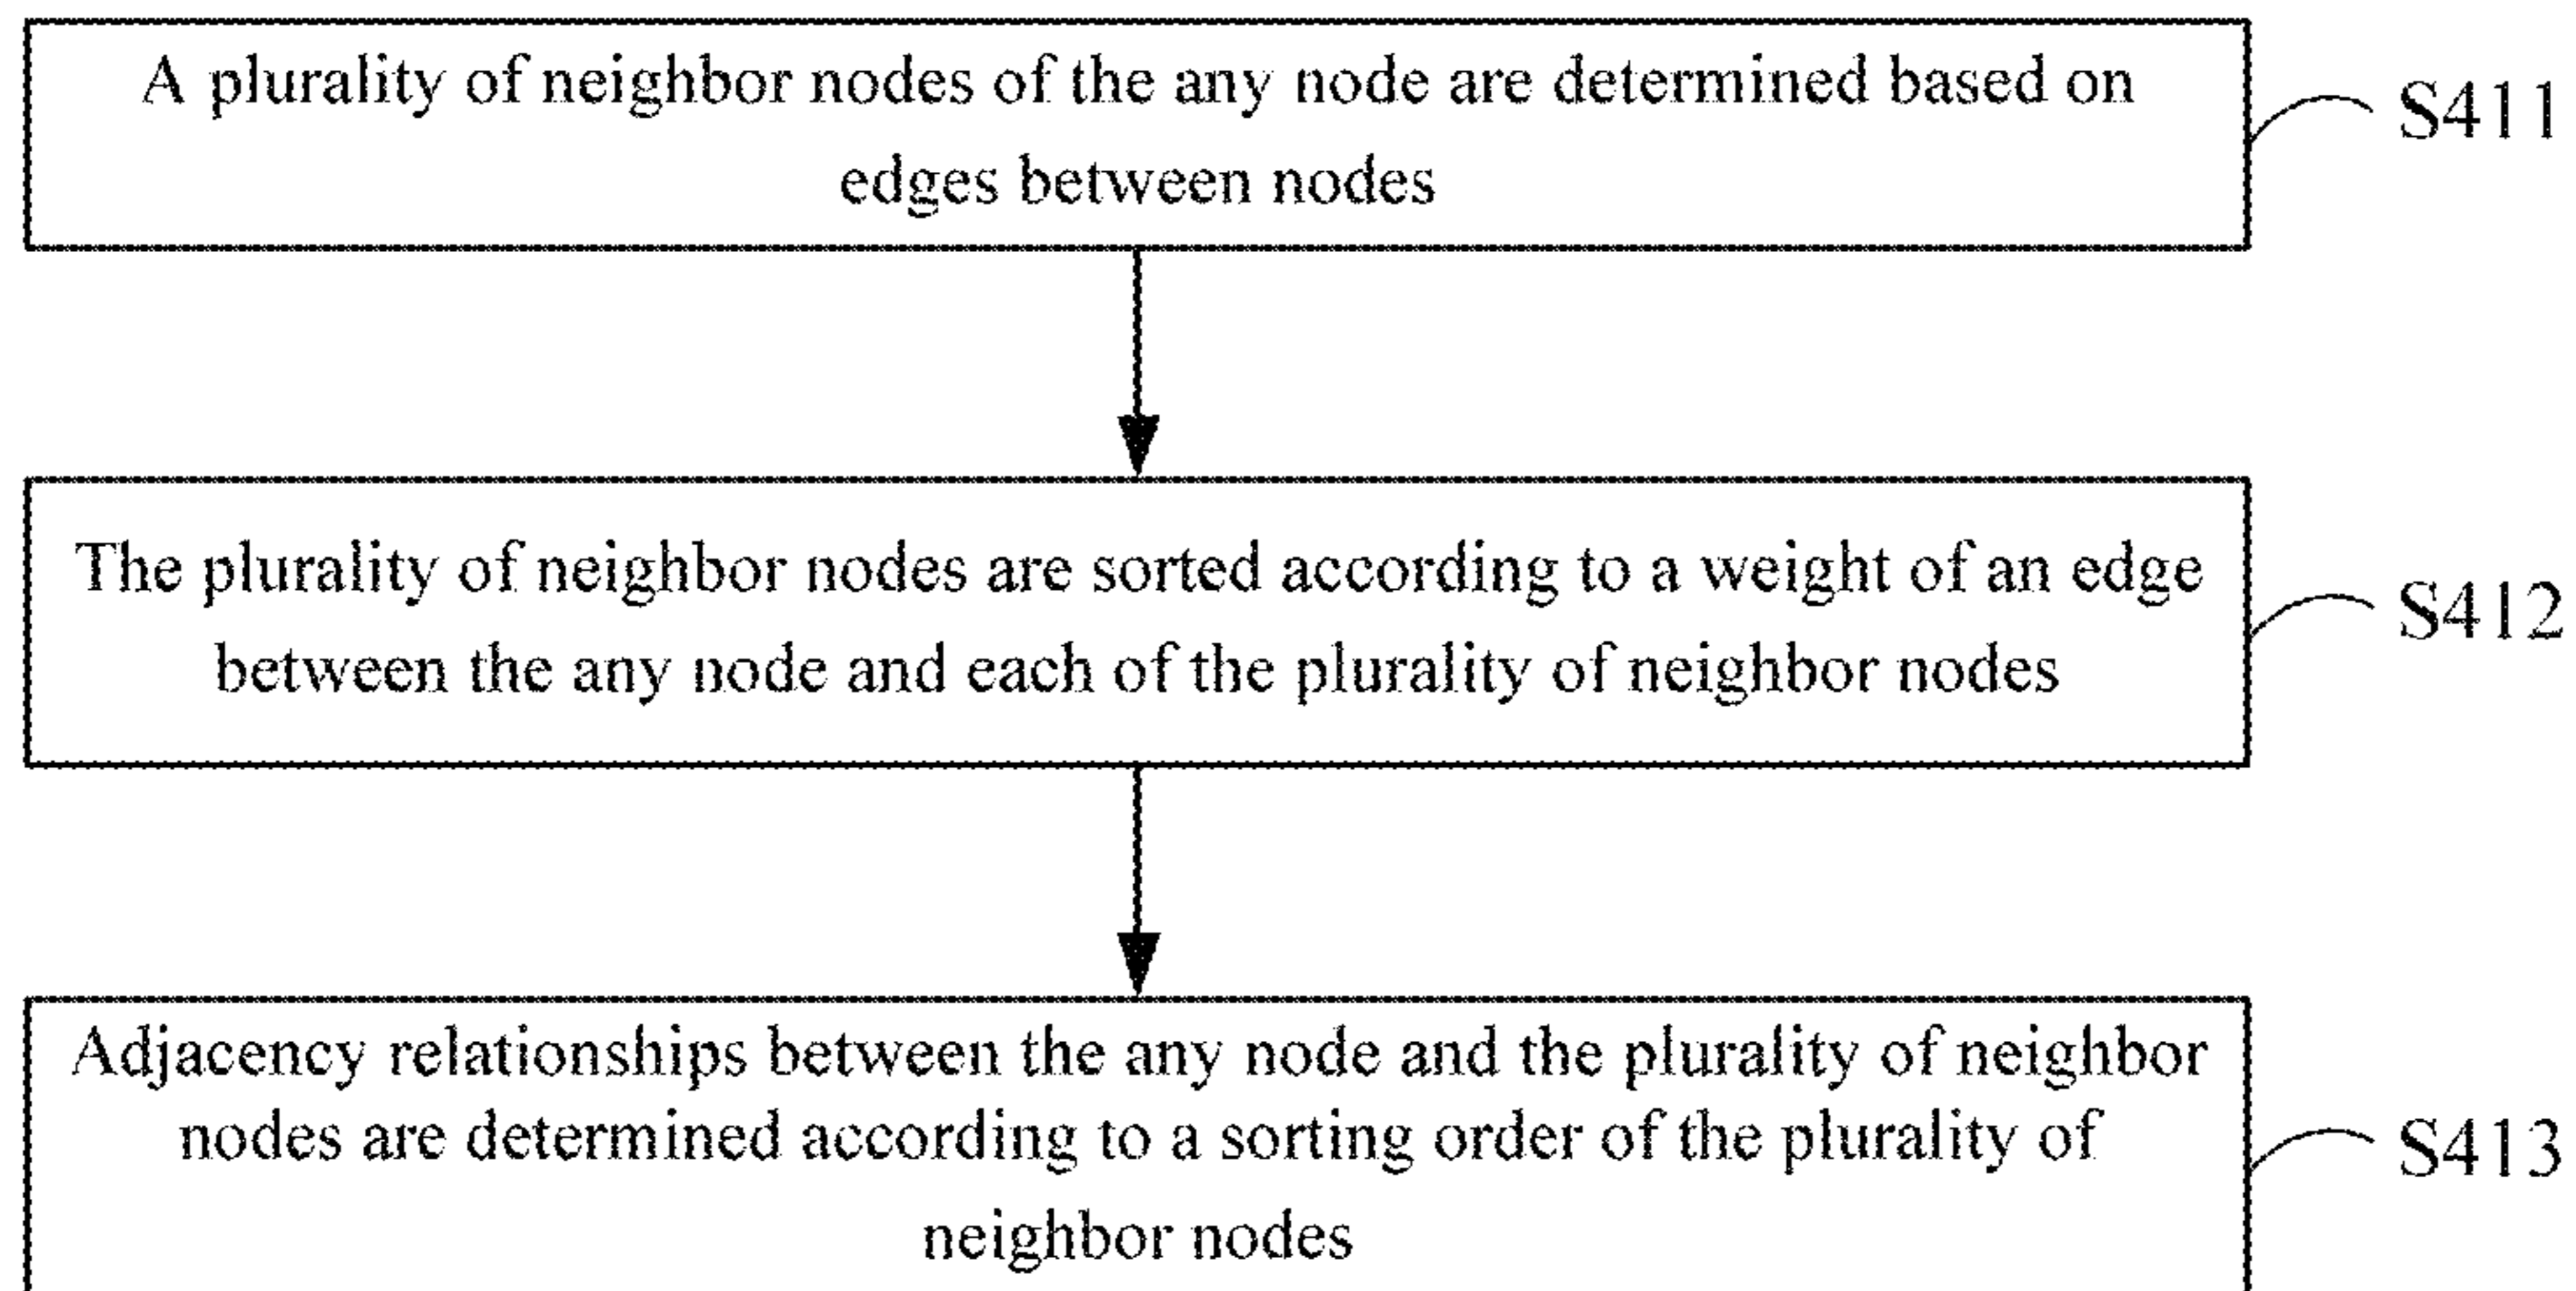 A plurality of neighbor nodes of the any node are determined based on
edges between nodes
S411
The plurality of neighbor nodes are sorted according to a weight of an edge
between the any node and each of the plurality of neighbor nodes
S412
Adjacency relationships between the any node and the plurality of neighbor
nodes are determined according to a sorting order of the plurality of
neighbor nodes
S413